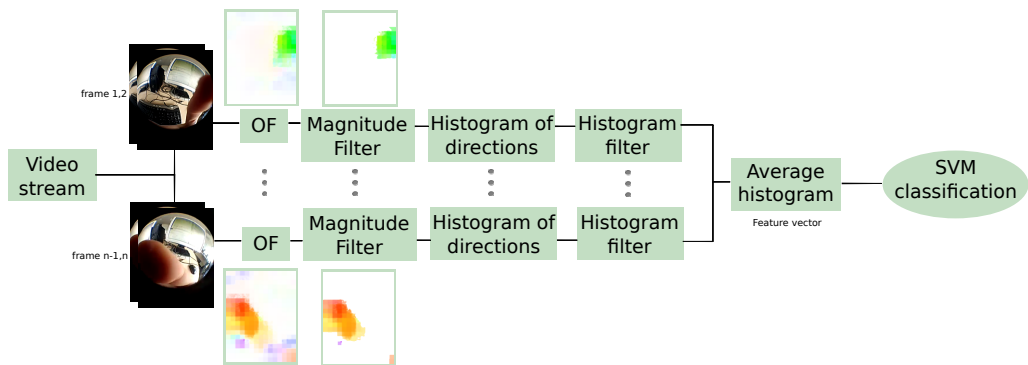 frame 1,2
OF
Magnitude
Filter
Histogram of
directions
Histogram
filter
Video
stream
Average
histogram
Feature vector
SVM
classification
frame n-1,n
OF
Magnitude
Filter
Histogram of
directions
Histogram
filter